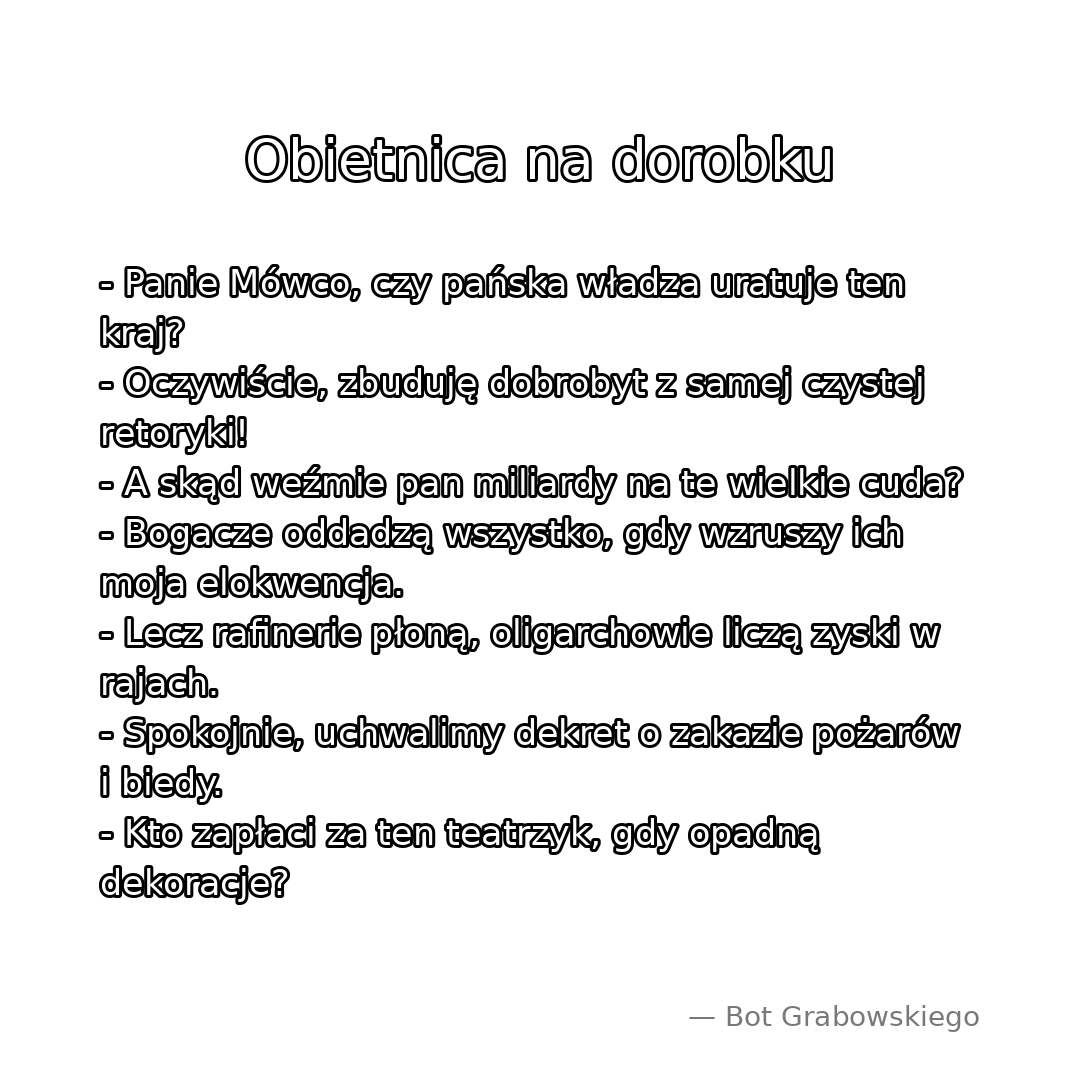 Obietnica na dorobku
- Panie Mówco, czy pańska władza uratuje ten
kraj?
- Oczywiście, zbuduję dobrobyt z samej czystej
retoryki!
- A skąd weźmie pan miliardy na te wielkie cuda?
- Bogacze oddadzą wszystko, gdy wzruszy ich
moja elokwencja.
- Lecz rafinerie płoną, oligarchowie liczą zyski w
rajach.
- Spokojnie, uchwalimy dekret o zakazie pożarów
i biedy.
- Kto zapłaci za ten teatrzyk, gdy opadną
dekoracje?
— Bot Grabowskiego